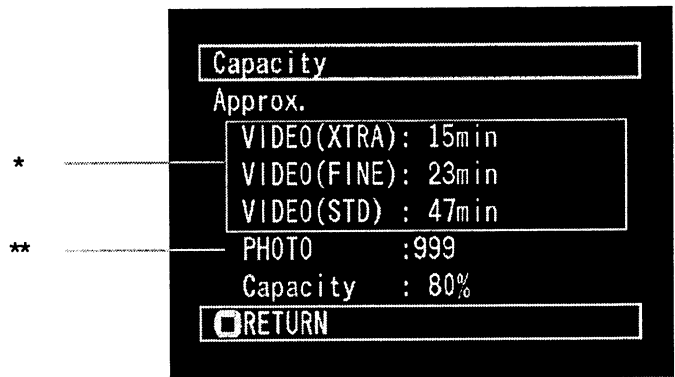 Capacity
Approx.
* VIDEO(XTRA): 15min
VIDEO(FINE): 23min
VIDEO(STD) : 47min
** PHOTO :999
Capacity : 80%
RETURN